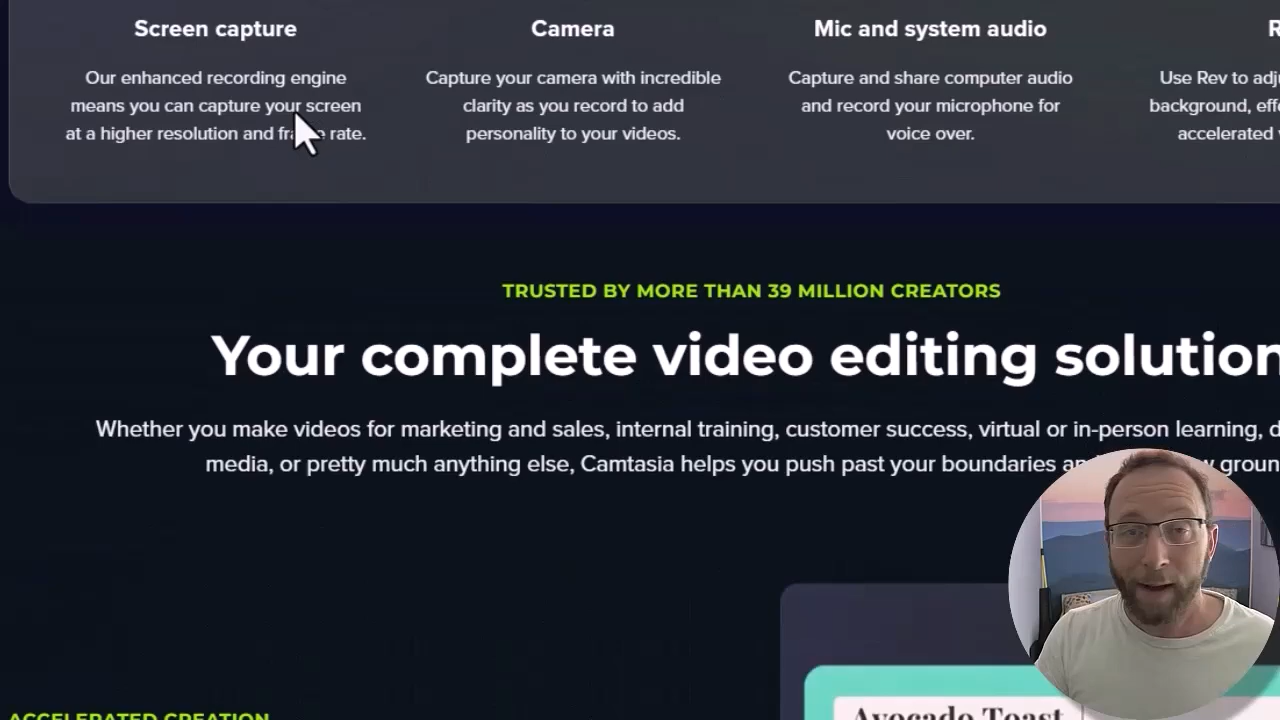 Screen capture
Our enhanced recording engine
means you can capture your screen
at a higher resolution and frame rate.
Camera
Capture your camera with incredible
clarity as you record to add
personality to your videos.
Mic and system audio
Capture and share computer audio
and record your microphone for
voice over.
Use Rev to
background,
accelerated
TRUSTED BY MORE THAN 39 MILLION CREATORS
Your complete video editing solution
Whether you make videos for marketing and sales, internal training, customer success, virtual or in-person learning,
media, or pretty much anything else, Camtasia helps you push past your boundaries
ACCELERATED CREATION
Avocado Toast